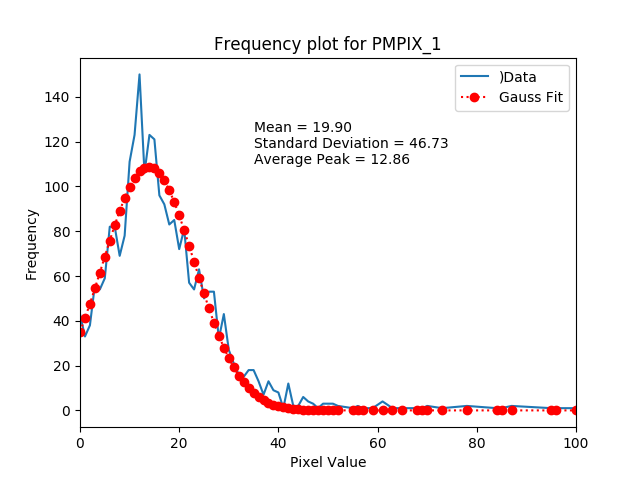 Frequency plot for PMPIX_1
)Data
Gauss Fit
Mean = 19.90
Standard Deviation = 46.73
Average Peak = 12.86
Frequency
140
120
100
80
60
40
20
0
0 20 40 60 80 100
Pixel Value